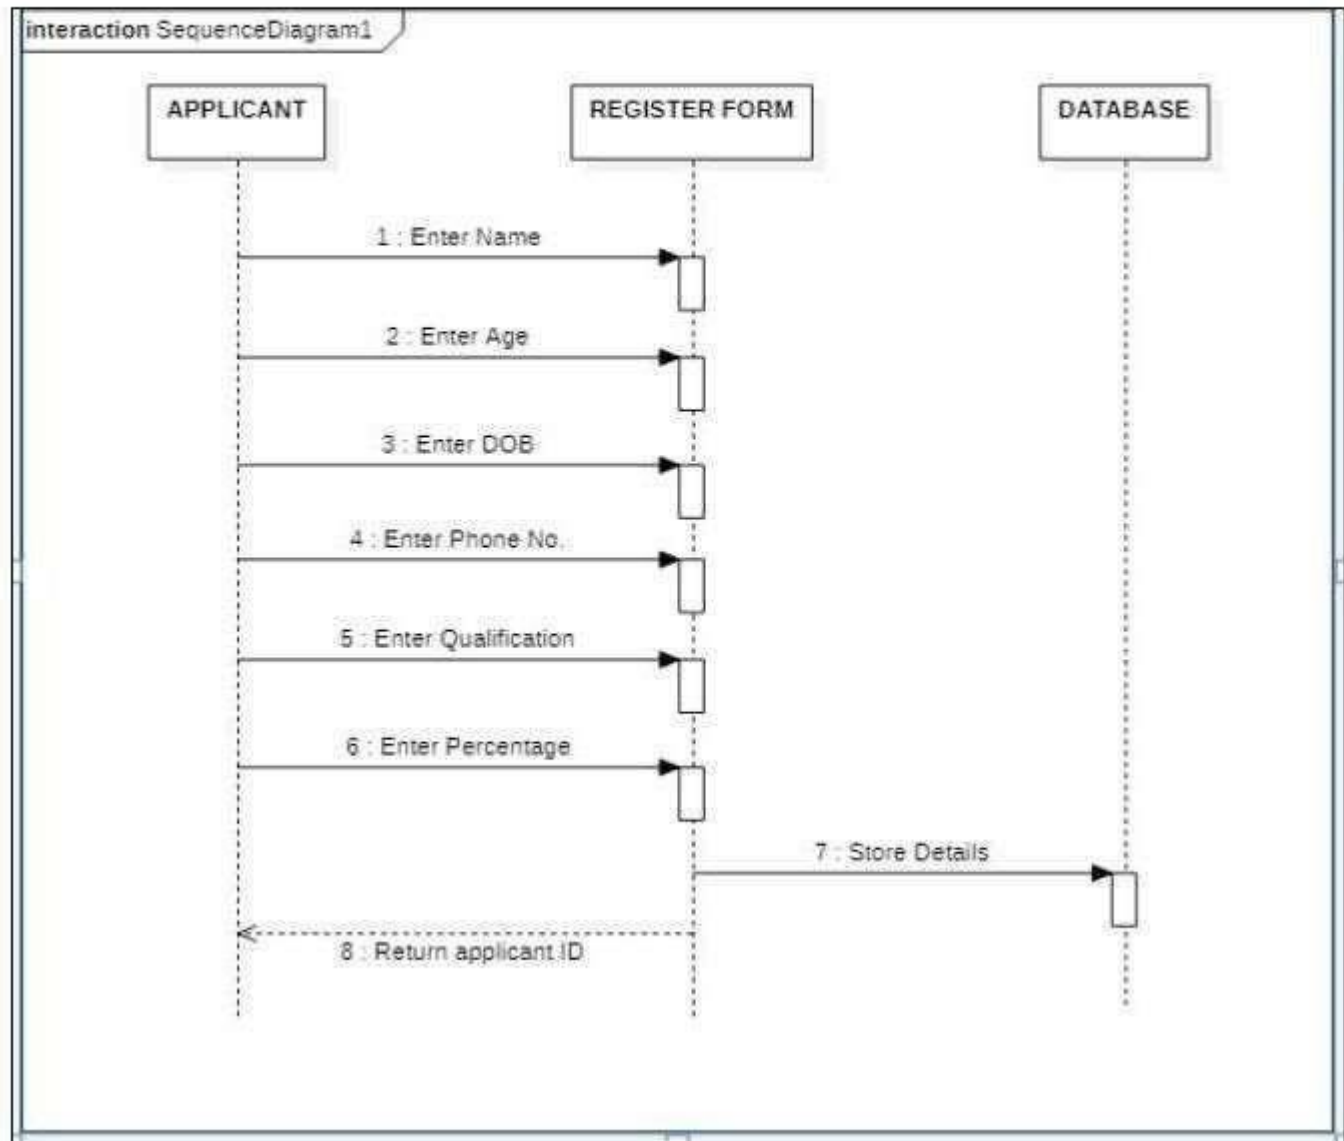 interaction SequenceDiagram1
APPLICANT
REGISTER FORM
DATABASE
1 : Enter Name
2 : Enter Age
3 : Enter DOB
4 : Enter Phone No.
5 : Enter Qualification
6 : Enter Percentage
7 : Store Details
8 : Return applicant ID